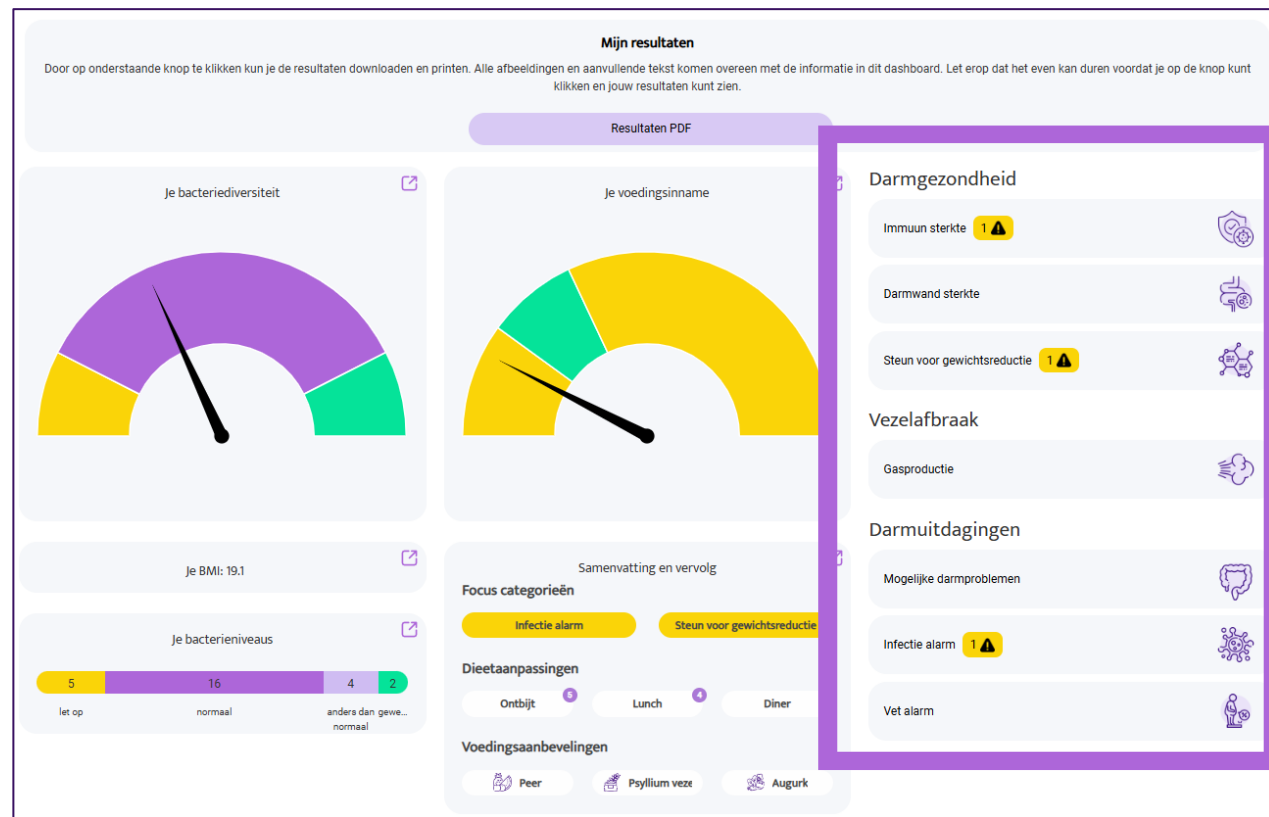 Mijn resultaten
Door op onderstaande knop te klikken kun je de resultaten downloaden en printen. Alle afbeeldingen en aanvullende tekst komen overeen met de informatie in dit dashboard. Let erop dat het even kan duren voordat je op de knop kunt
klikken en jouw resultaten kunt zien.
Resultaten PDF
Je bacteriediversiteit
Je voedingsinname
Je BMI: 19.1
Je bacterieniveaus
5 16 4 2
let op normaal anders dan gewe...
normaal
Samenvatting en vervolg
Focus categorieën
Infectie alarm Steun voor gewichtsreductie
Dieetaanpassingen
Ontbijt 5 Lunch 4 Diner
Voedingsaanbevelingen
Peer Psyllium veze Augurk
Darmgezondheid
Immuun sterkte 1
Darmwand sterkte
Steun voor gewichtsreductie 1
Vezelafbraak
Gasproductie
Darmuitdagingen
Mogelijke darmproblemen
Infectie alarm 1
Vet alarm